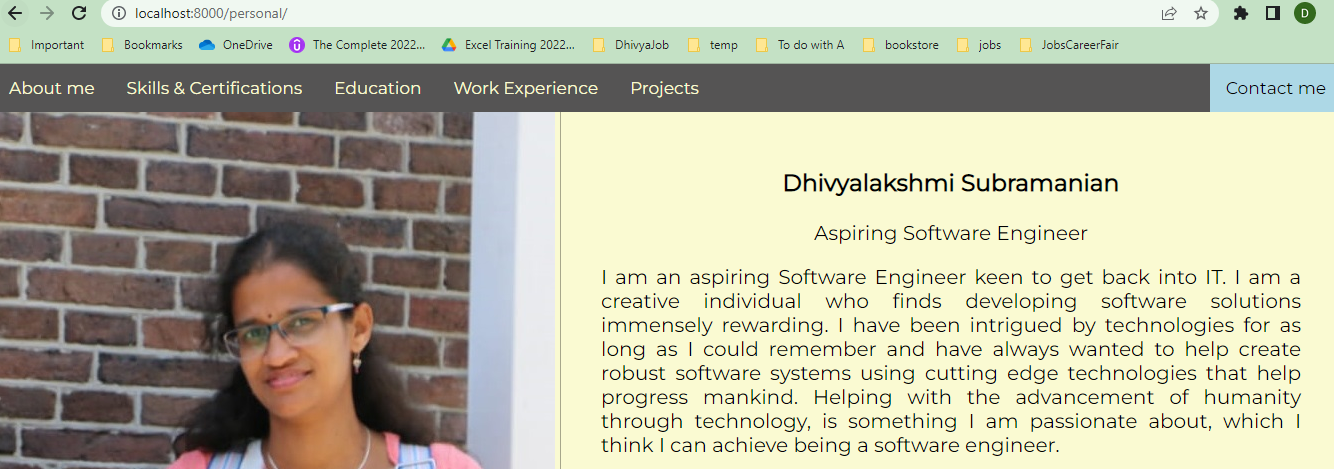 localhost:8000/personal/
D
Important Bookmarks OneDrive The Complete 2022... Excel Training 2022... DhivyaJob temp To do with A bookstore jobs JobsCareerFair
About me Skills & Certifications Education Work Experience Projects Contact me
Dhivyalakshmi Subramanian
Aspiring Software Engineer
I am an aspiring Software Engineer keen to get back into IT. I am a
creative individual who finds developing software solutions
immensely rewarding. I have been intrigued by technologies for as
long as I could remember and have always wanted to help create
robust software systems using cutting edge technologies that help
progress mankind. Helping with the advancement of humanity
through technology, is something I am passionate about, which I
think I can achieve being a software engineer.